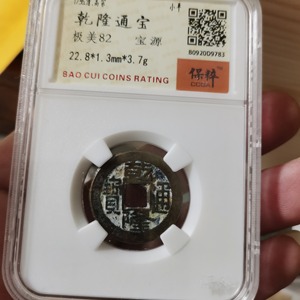 乾隆通宝
极美82 宝源
22.8*1.3mm*3.7g
BAO CUI COINS RATING
保粹
乾隆通寶